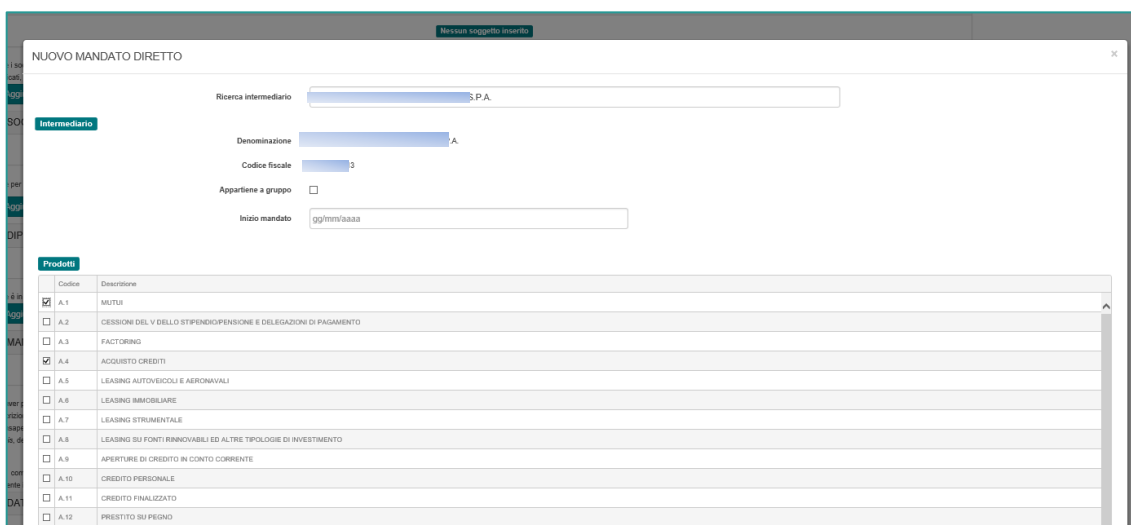 Nessun soggetto inserito
NUOVO MANDATO DIRETTO ×
Ricerca intermediario S.P.A.
Intermediario
Denominazione .A.
Codice fiscale 3
Appartiene a gruppo
Inizio mandato gg/mm/aaaa
Prodotti
Codice Descrizione
A.1 MUTUI
A.2 CESSIONI DEL V DELLO STIPENDIO/PENSIONE E DELEGAZIONI DI PAGAMENTO
A.3 FACTORING
A.4 ACQUISTO CREDITI
A.5 LEASING AUTOVEICOLI E AERONAVALI
A.6 LEASING IMMOBILIARE
A.7 LEASING STRUMENTALE
A.8 LEASING SU FONTI RINNOVABILI ED ALTRE TIPOLOGIE DI INVESTIMENTO
A.9 APERTURE DI CREDITO IN CONTO CORRENTE
A.10 CREDITO PERSONALE
A.11 CREDITO FINALIZZATO
A.12 PRESTITO SU PEGNO